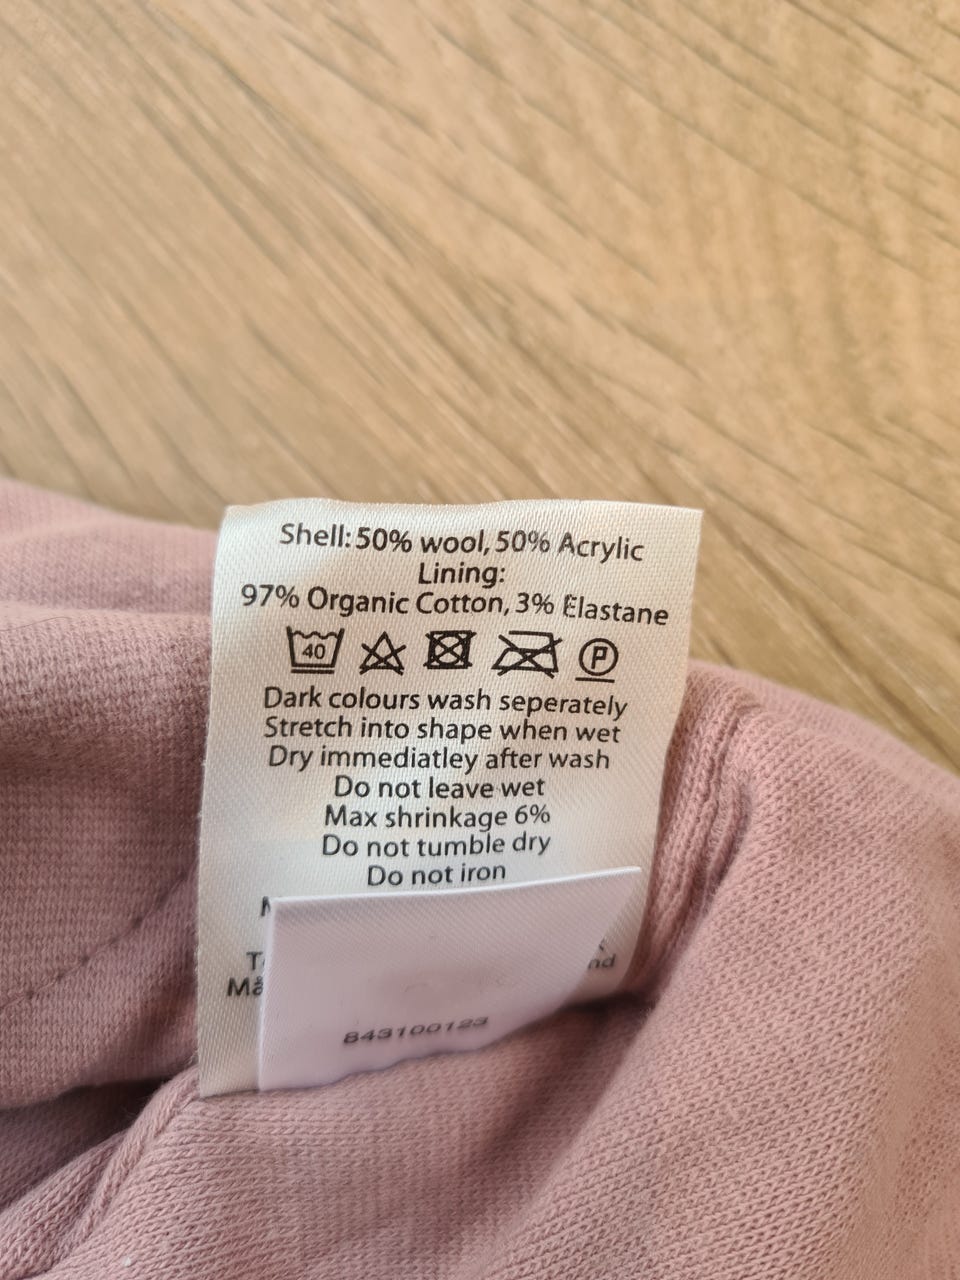 Shell: 50% wool, 50% Acrylic
Lining:
97% Organic Cotton, 3% Elastane
40 P
Dark colours wash seperately
Stretch into shape when wet
Dry immediatley after wash
Do not leave wet
Max shrinkage 6%
Do not tumble dry
Do not iron
843100123